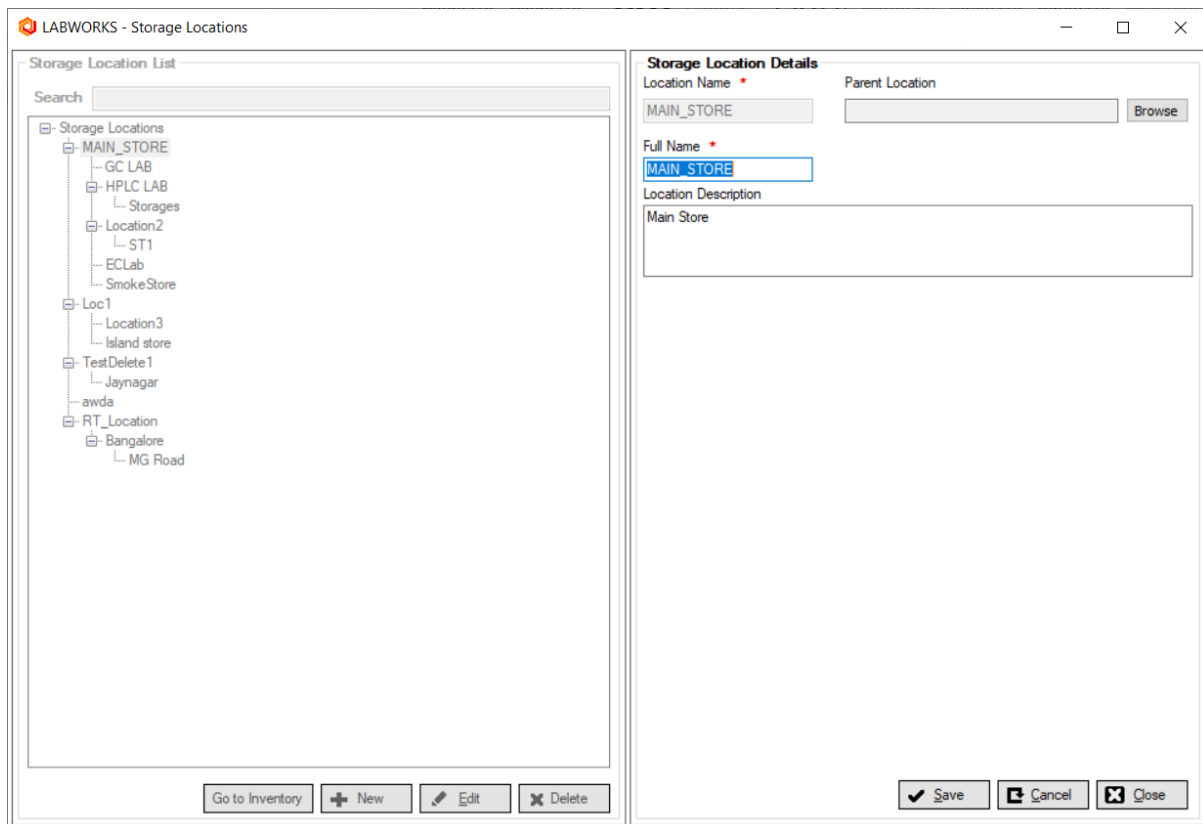 LABWORKS - Storage Locations
Storage Location List
Search
Storage Locations
MAIN_STORE
GC LAB
HPLC LAB
Storages
Location2
ST1
ECLab
SmokeStore
Loc1
Location3
Island store
TestDelete1
Jaynagar
awda
RT_Location
Bangalore
MG Road
Go to Inventory New Edit Delete
Storage Location Details
Location Name * Parent Location
MAIN_STORE Browse
Full Name *
MAIN_STORE
Location Description
Main Store
Save Cancel Close